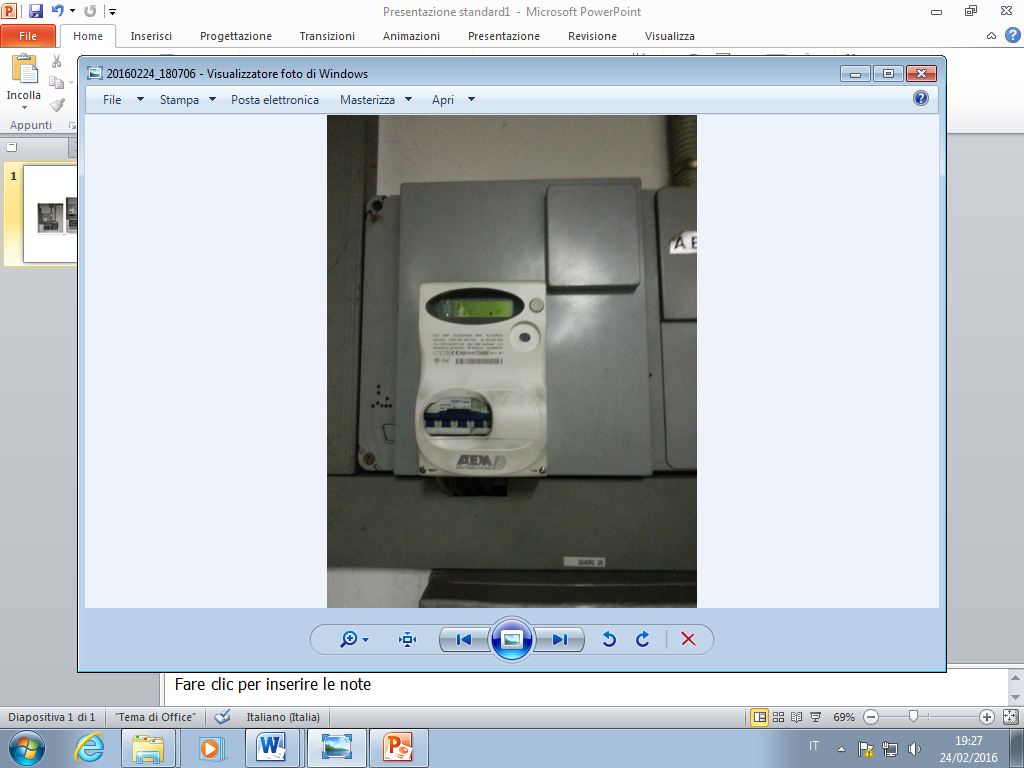 Presentazione standard1 - Microsoft PowerPoint
File
Home
Inserisci
Progettazione
Transizioni
Animazioni
Presentazione
Revisione
Visualizza
Incolla
Appunti
20160224_180706 - Visualizzatore foto di Windows
File
Stampa
Posta elettronica
Masterizza
Apri
1
AEM
QUADRO
Fare clic per inserire le note
Diapositiva 1 di 1
"Tema di Office"
Italiano (Italia)
69%
IT
19:27
24/02/2016